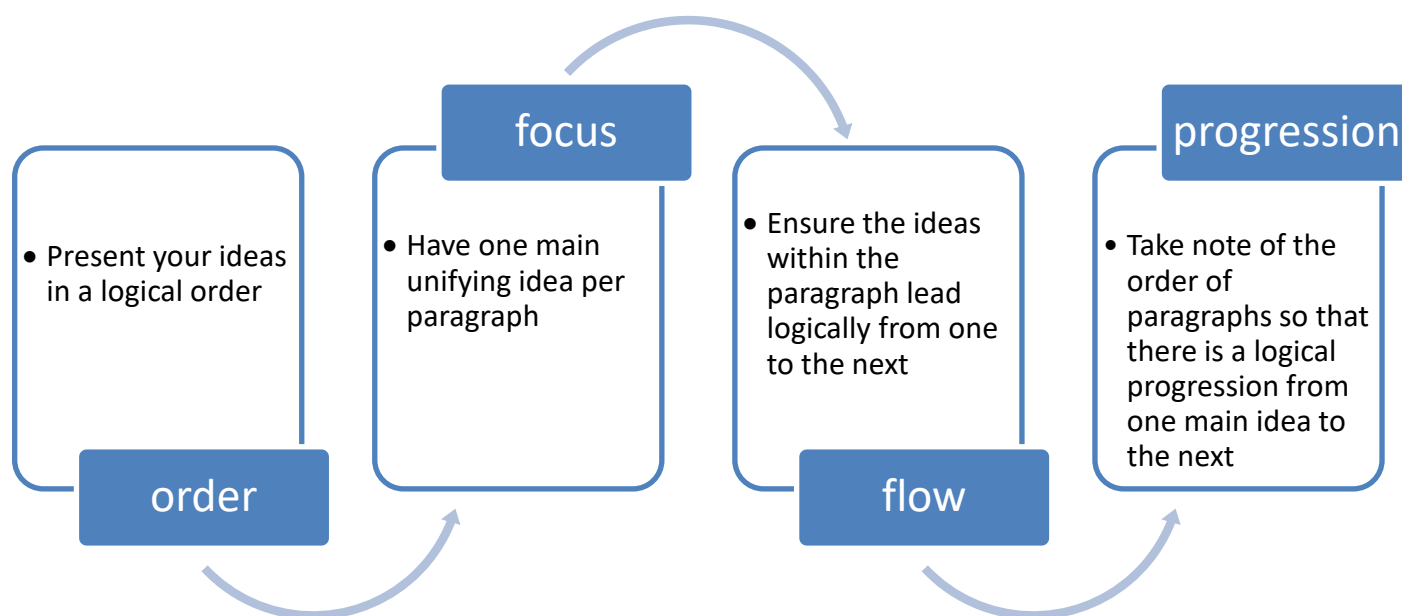 • Present your ideas
in a logical order
order
focus
• Have one main
unifying idea per
paragraph
• Ensure the ideas
within the
paragraph lead
logically from one
to the next
flow
progression
• Take note of the
order of
paragraphs so that
there is a logical
progression from
one main idea to
the next